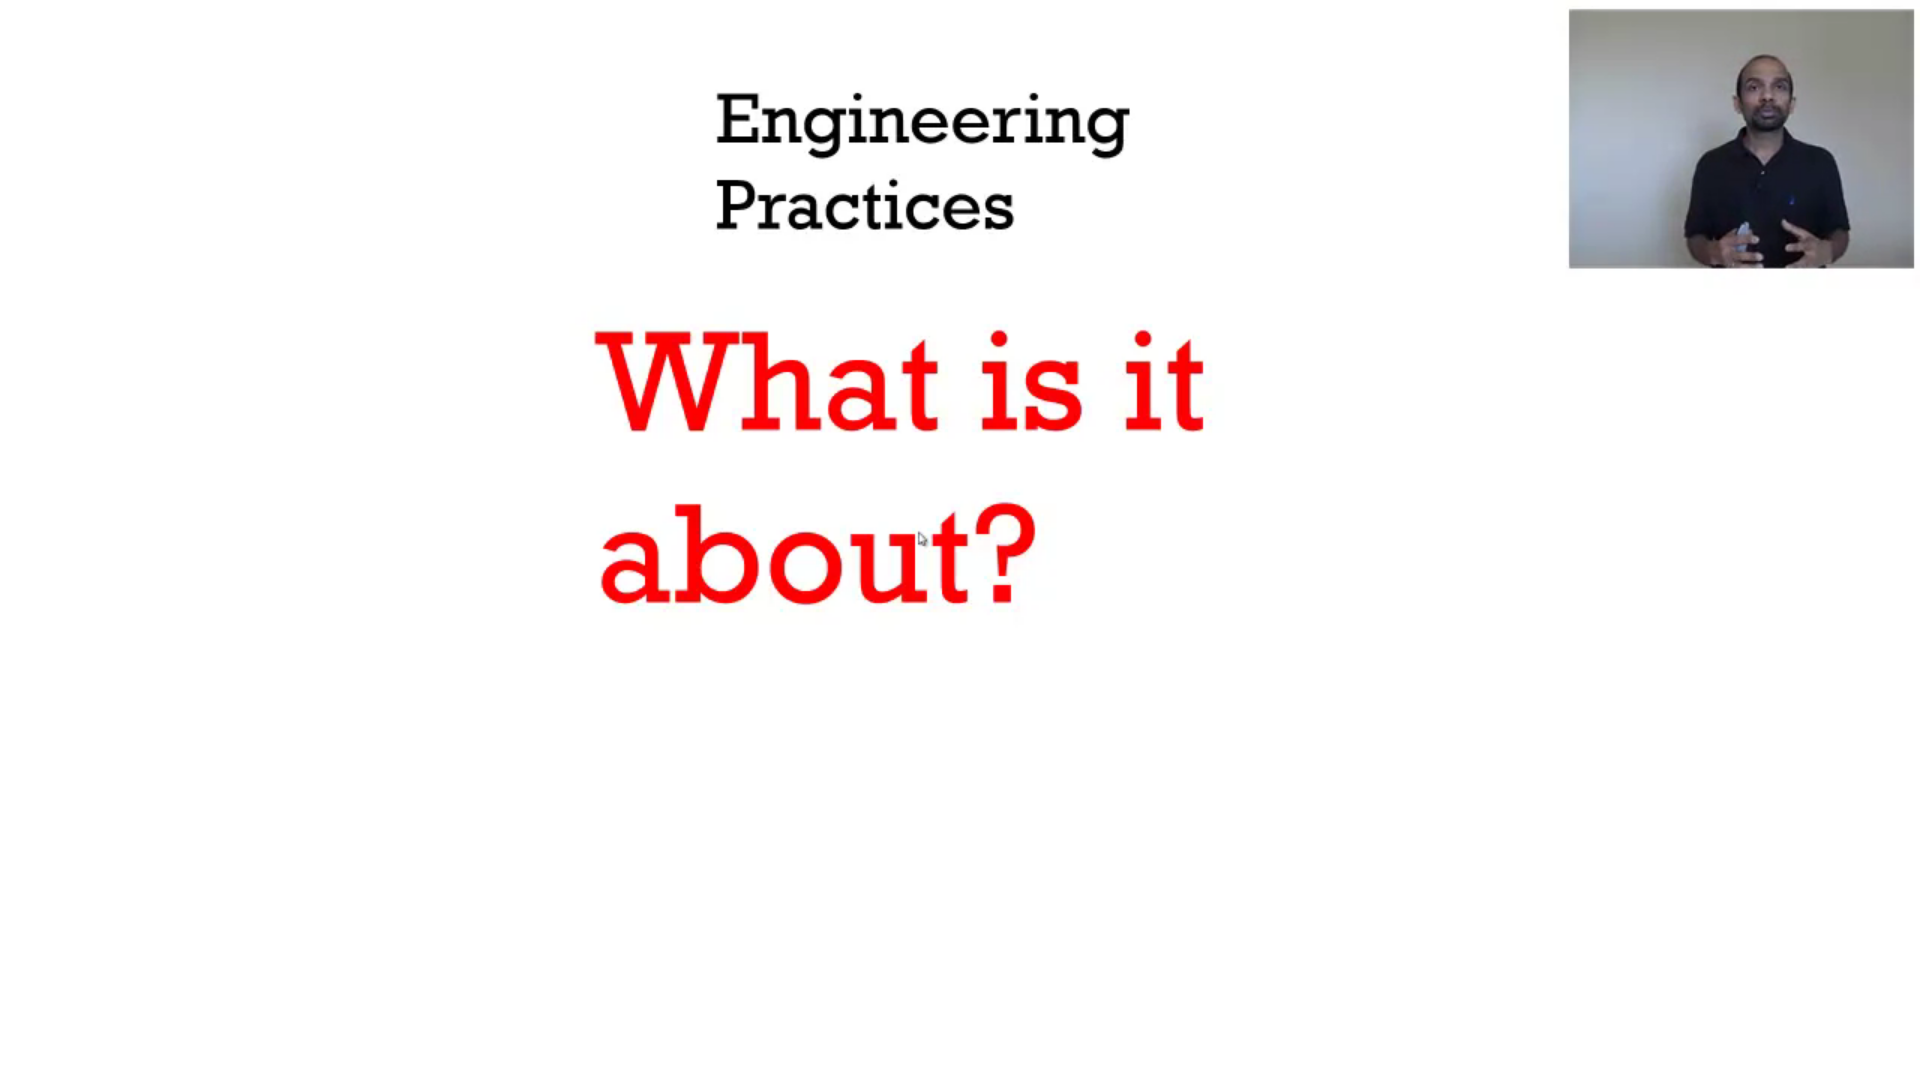 Engineering
Practices
What is it
about?